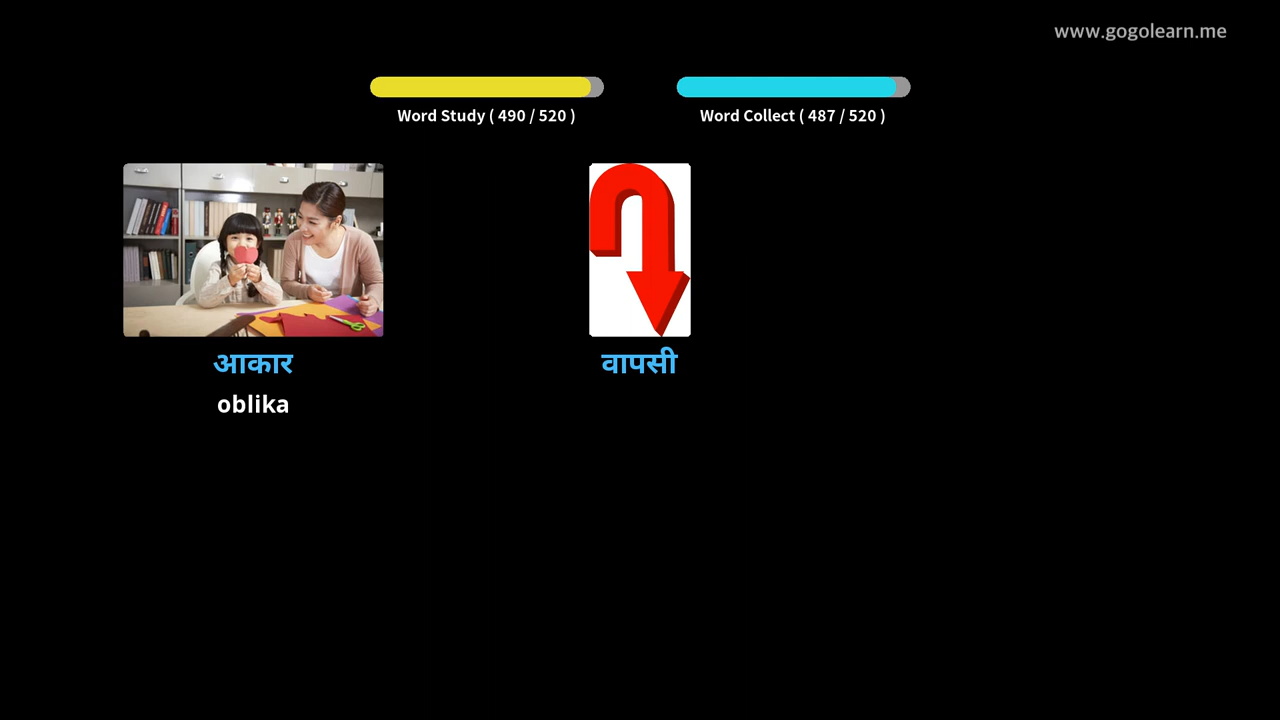 www.gogolearn.me
Word Study ( 490 / 520 )
Word Collect ( 487 / 520 )
आकार
वापसी
oblika